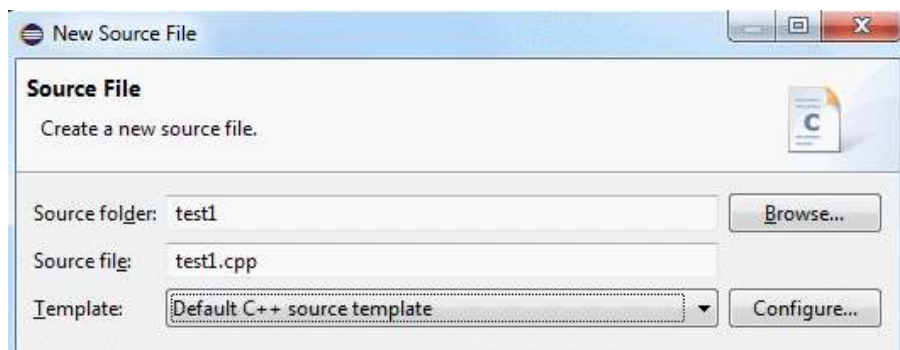 New Source File
Source File
Create a new source file.
C
Source folder: test1 Browse...
Source file: test1.cpp
Template: Default C++ source template Configure...